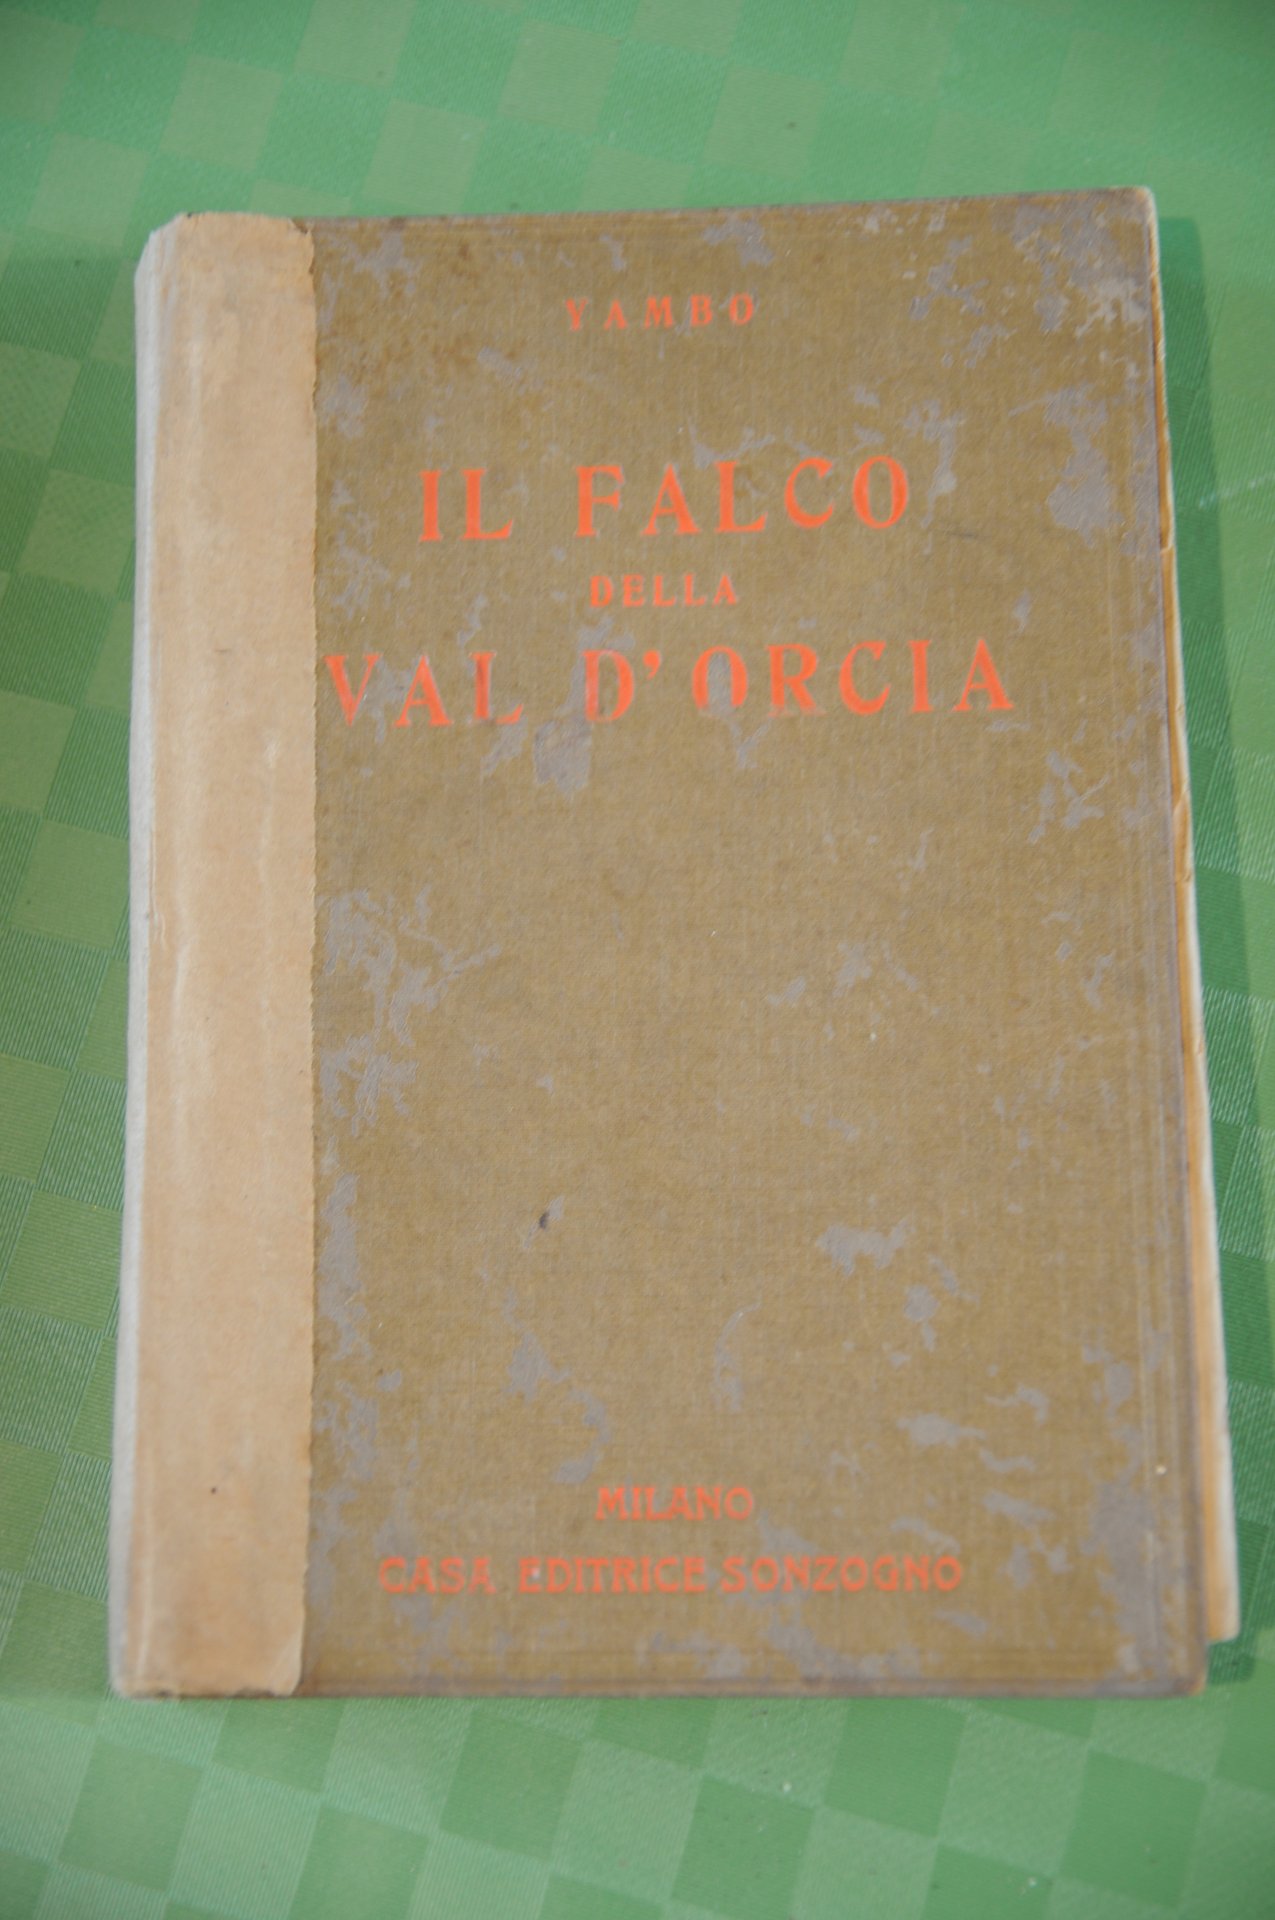 YAMBO
IL FALCO
DELLA
VAL D'ORCIA
MILANO
CASA EDITRICE SONZOGNO